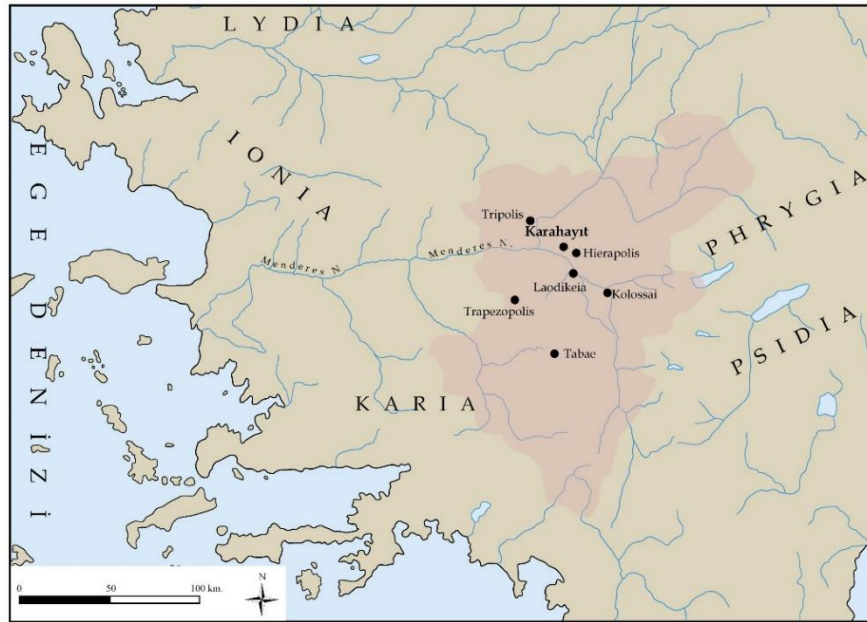 LYDIA
IONIA
EGE DENİZİ
PHRYGIA
PSIDIA
KARIA
Tripolis
Karahayıt
Hierapolis
Menderes N.
Menderes N
Laodikeia
Kolossai
Trapezopolis
Tabae
N
0 50 100 km.